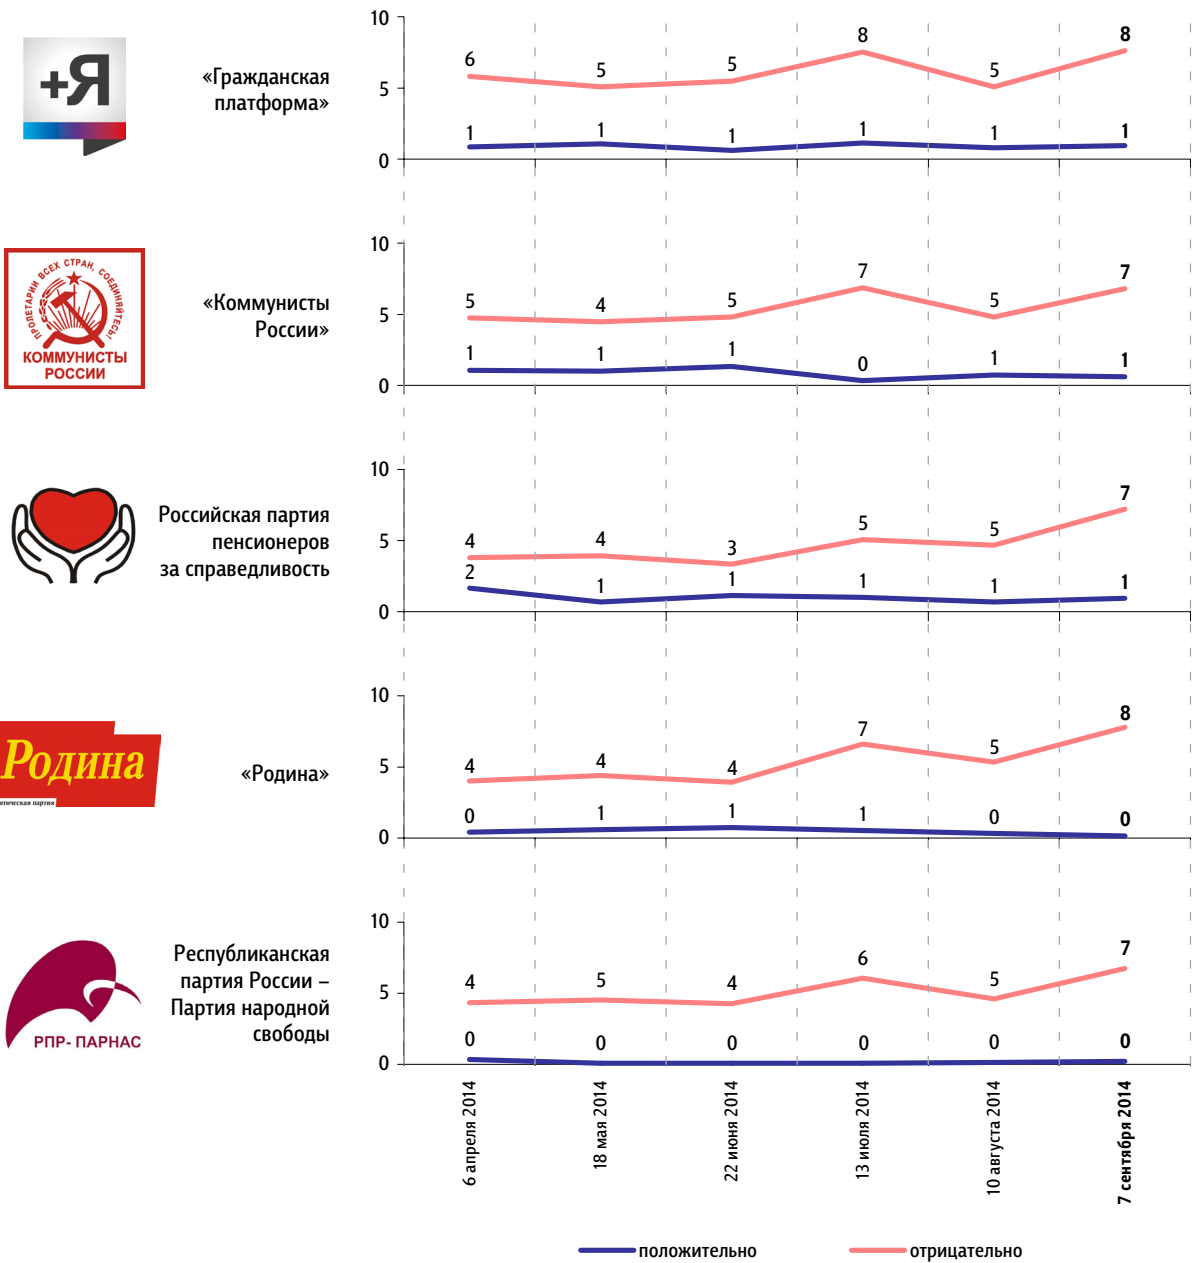 +Я
«Гражданская
платформа»
10
5
0
6
5
5
8
5
8
1
1
1
1
1
1
ПРОЛЕТАРИИ ВСЕХ СТРАН, СОЕДИНЯЙТЕСЬ!
КОММУНИСТЫ
РОССИИ
«Коммунисты
России»
10
5
0
5
4
5
7
5
7
1
1
1
0
1
1
Российская партия
пенсионеров
за справедливость
10
5
0
4
4
3
5
5
7
2
1
1
1
1
1
Родина
«Родина»
10
5
0
4
4
4
7
5
8
0
1
1
1
0
0
РПР- ПАРНАС
Республиканская
партия России –
Партия народной
свободы
10
5
0
4
5
4
6
5
7
0
0
0
0
0
0
6 апреля 2014
18 мая 2014
22 июня 2014
13 июля 2014
10 августа 2014
7 сентября 2014
положительно
отрицательно